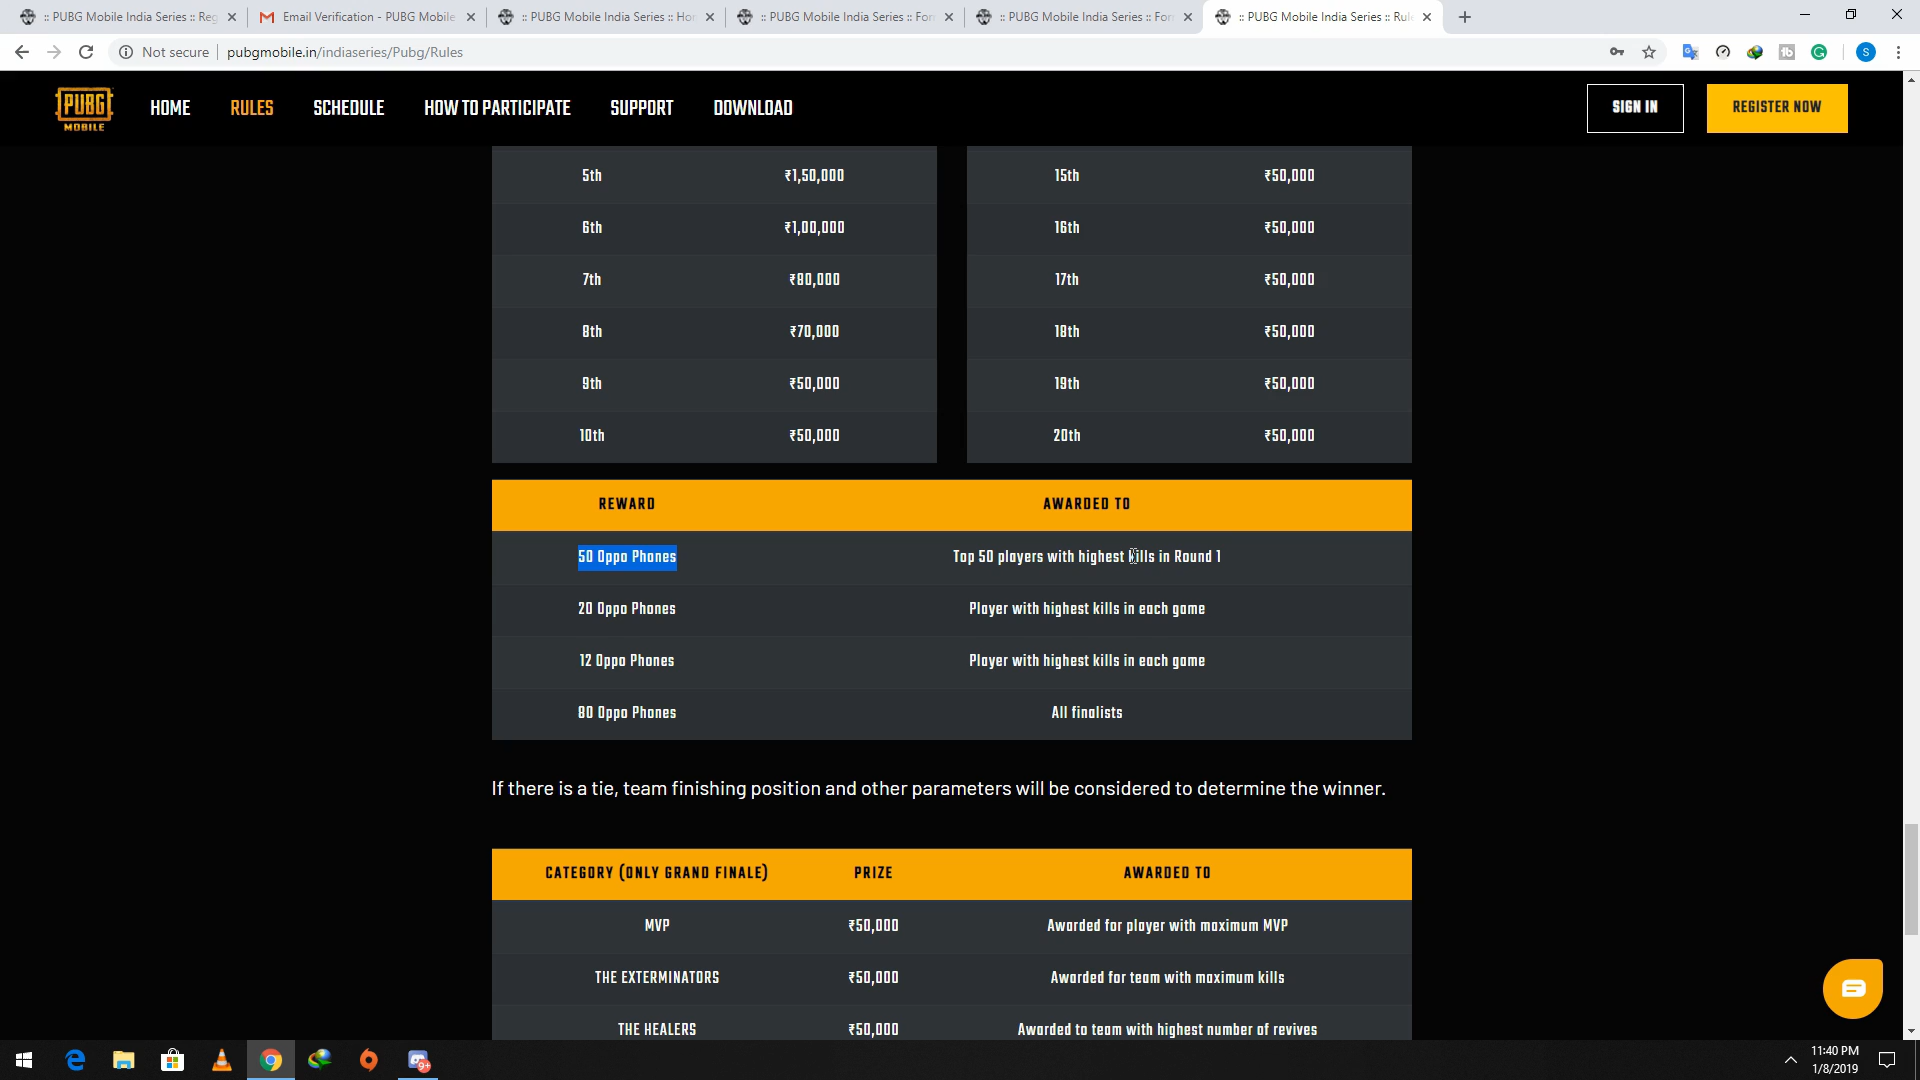 :: PUBG Mobile India Series :: Reg
Email Verification - PUBG Mobile
:: PUBG Mobile India Series :: Hor
:: PUBG Mobile India Series :: For
:: PUBG Mobile India Series :: For
:: PUBG Mobile India Series :: Rul
Not secure
pubgmobile.in/indiaseries/Pubg/Rules
S
PUBG
MOBILE
HOME
RULES
SCHEDULE
HOW TO PARTICIPATE
SUPPORT
DOWNLOAD
SIGN IN
REGISTER NOW
5th ₹1,50,000 15th ₹50,000
6th ₹1,00,000 16th ₹50,000
7th ₹80,000 17th ₹50,000
8th ₹70,000 18th ₹50,000
9th ₹50,000 19th ₹50,000
10th ₹50,000 20th ₹50,000
REWARD AWARDED TO
50 Oppo Phones Top 50 players with highest kills in Round 1
20 Oppo Phones Player with highest kills in each game
12 Oppo Phones Player with highest kills in each game
80 Oppo Phones All finalists
If there is a tie, team finishing position and other parameters will be considered to determine the winner.
CATEGORY (ONLY GRAND FINALE) PRIZE AWARDED TO
MVP ₹50,000 Awarded for player with maximum MVP
THE EXTERMINATORS ₹50,000 Awarded for team with maximum kills
THE HEALERS ₹50,000 Awarded to team with highest number of revives
9+
11:40 PM
1/8/2019